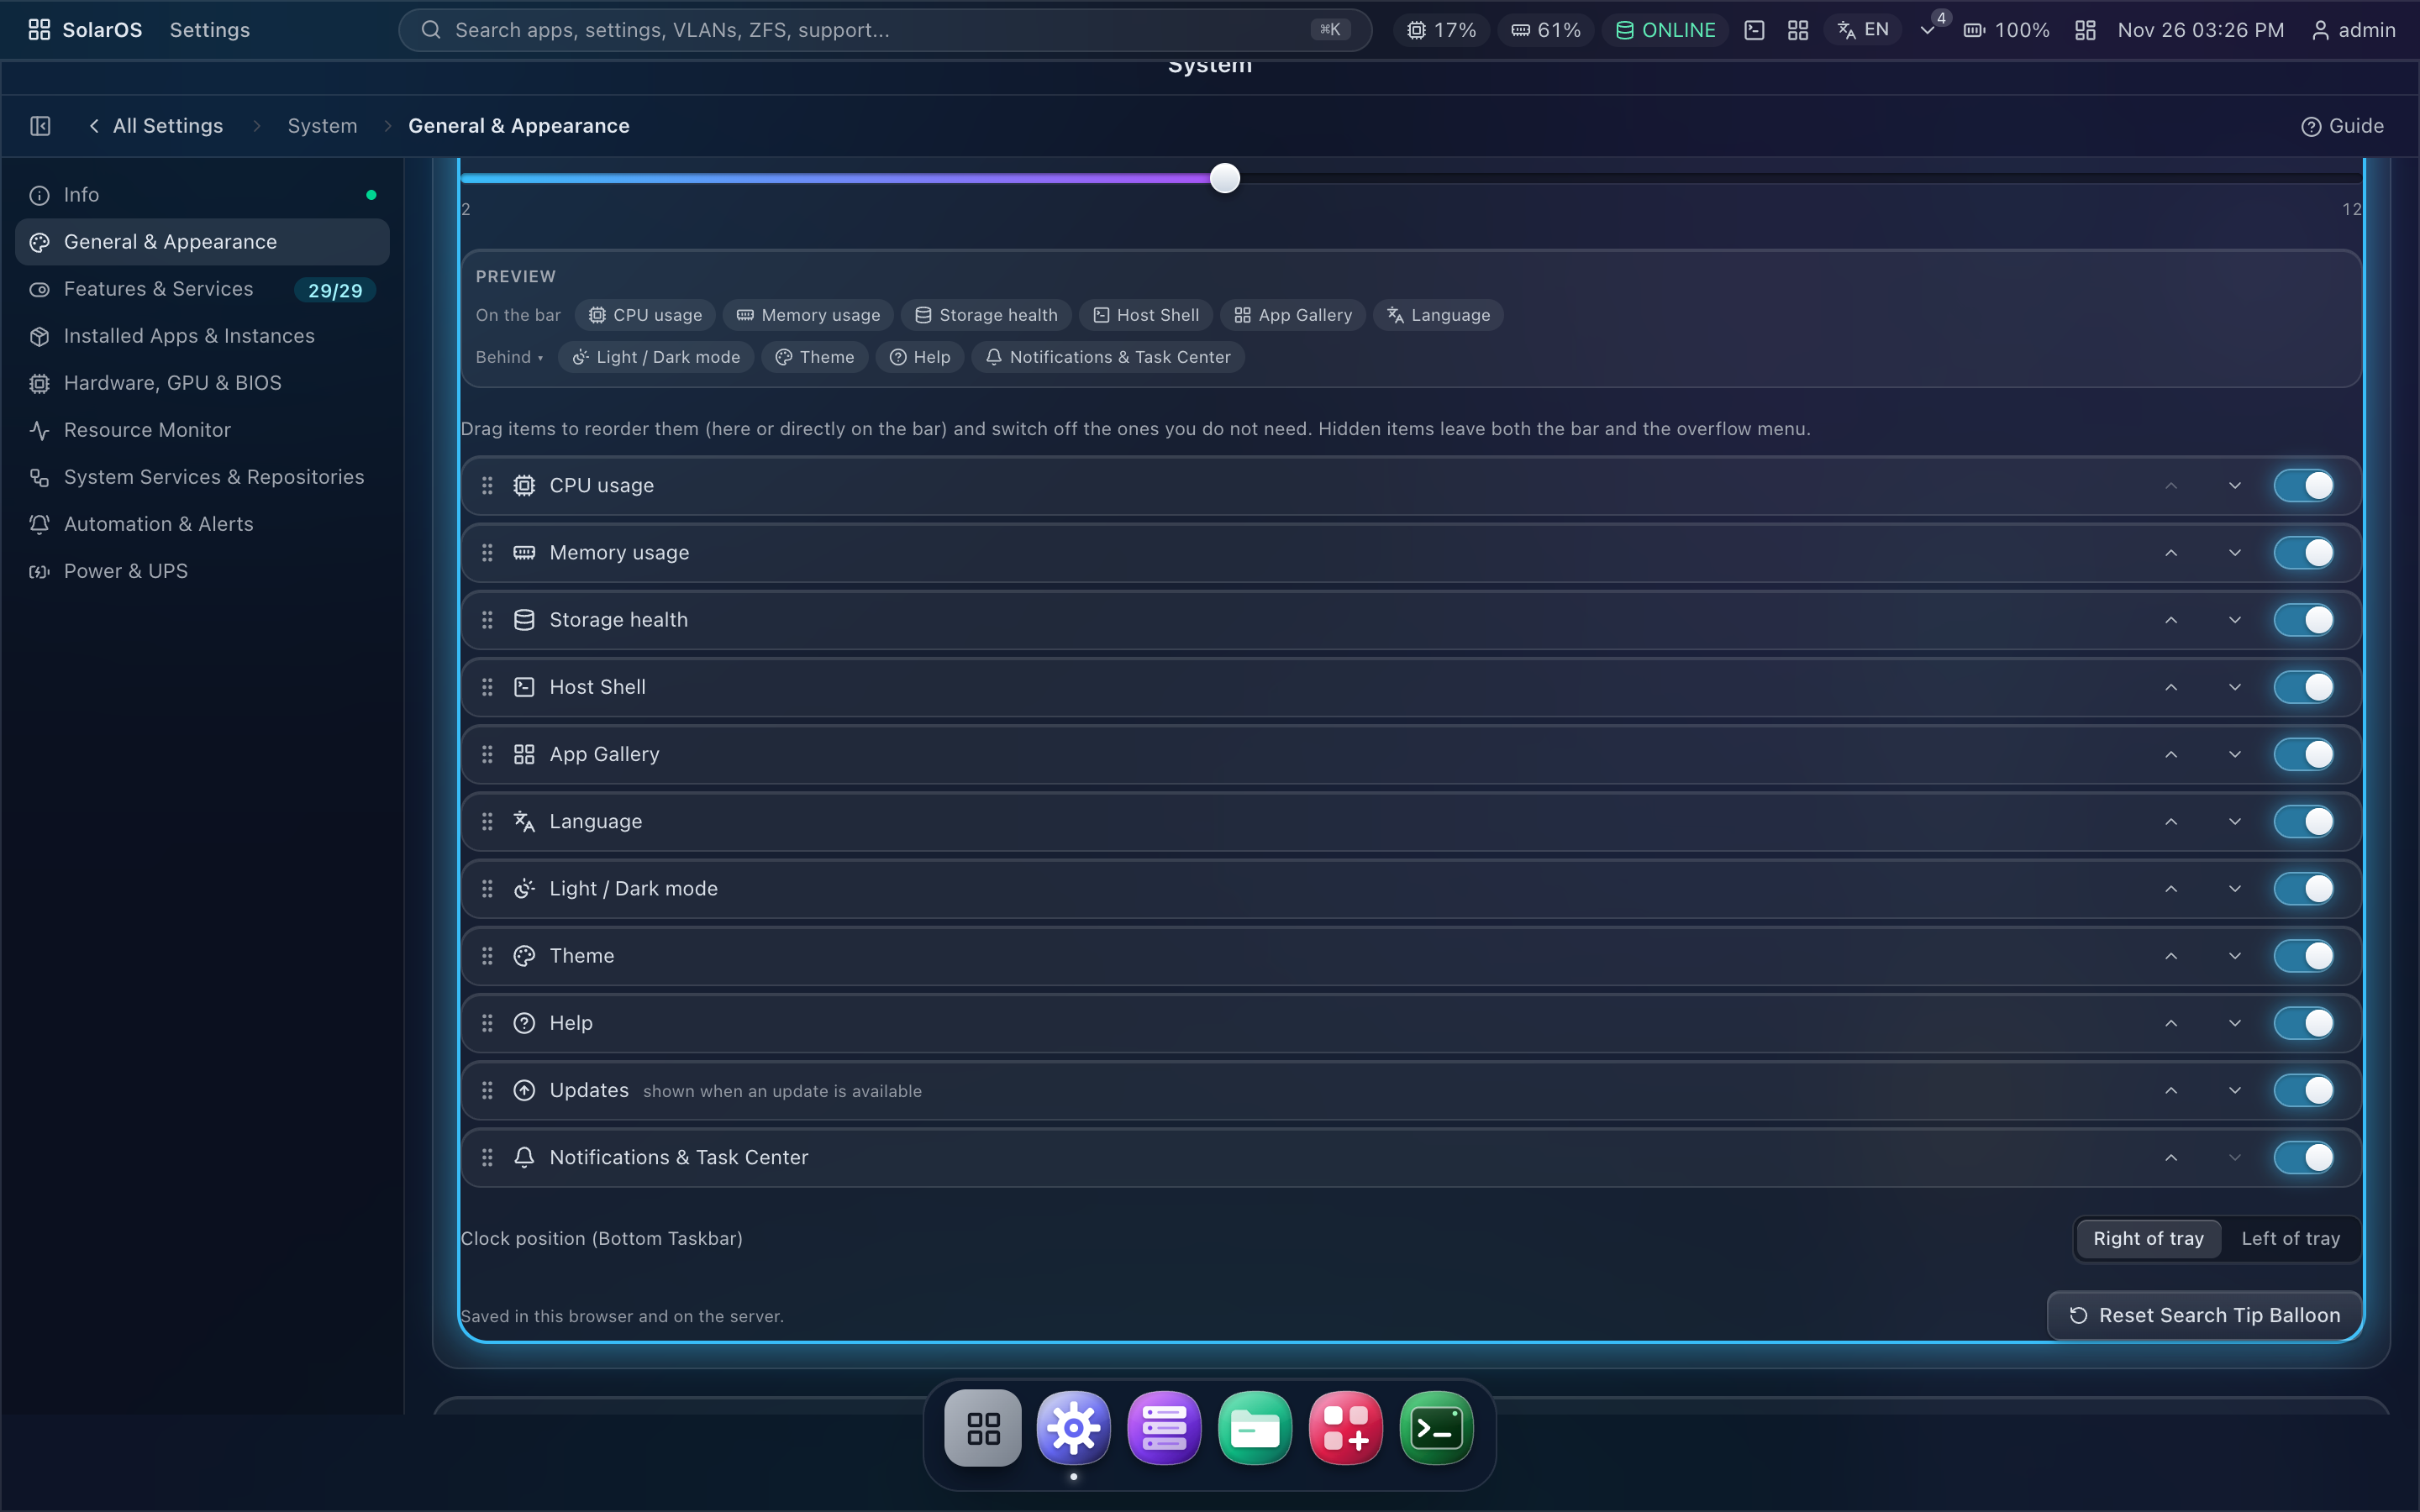 SolarOS Settings Search apps, settings, VLANs, ZFS, support... ⌘K 17% 61% ONLINE EN 4 100% Nov 26 03:26 PM admin
System
All Settings System General & Appearance Guide
Info
General & Appearance
Features & Services 29/29
Installed Apps & Instances
Hardware, GPU & BIOS
Resource Monitor
System Services & Repositories
Automation & Alerts
Power & UPS
2 12
PREVIEW
On the bar CPU usage Memory usage Storage health Host Shell App Gallery Language
Behind ▾ Light / Dark mode Theme Help Notifications & Task Center
Drag items to reorder them (here or directly on the bar) and switch off the ones you do not need. Hidden items leave both the bar and the overflow menu.
CPU usage
Memory usage
Storage health
Host Shell
App Gallery
Language
Light / Dark mode
Theme
Help
Updates shown when an update is available
Notifications & Task Center
Clock position (Bottom Taskbar) Right of tray Left of tray
Saved in this browser and on the server. Reset Search Tip Balloon